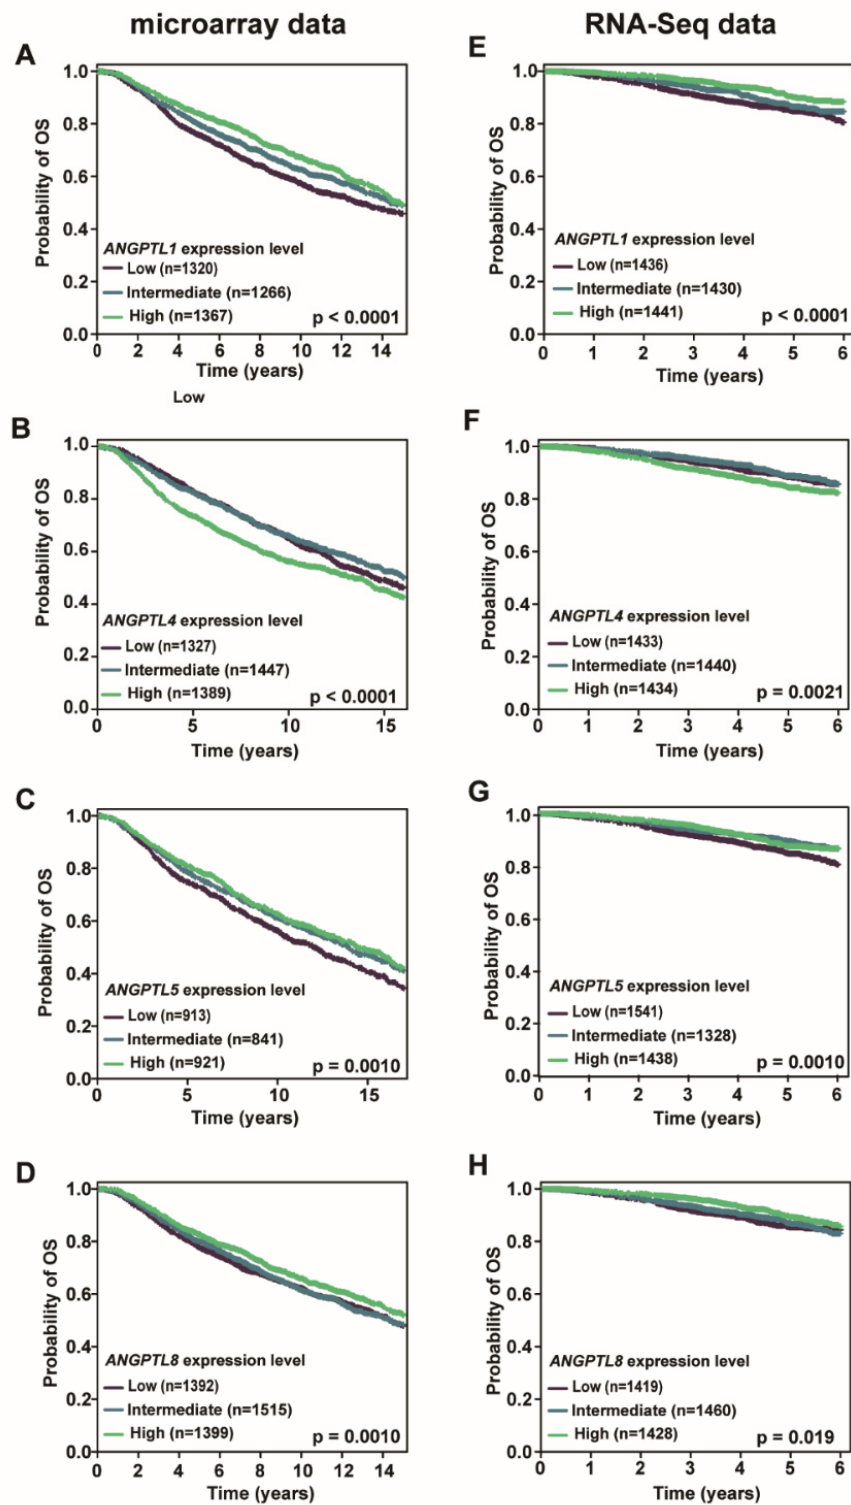 microarray data
RNA-Seq data
A
Probability of OS
1.0
0.8
0.6
0.4
0.2
0.0
ANGPTL1 expression level
Low (n=1320)
Intermediate (n=1266)
High (n=1367)
p < 0.0001
0 2 4 6 8 10 12 14
Time (years)
Low
E
Probability of OS
1.0
0.8
0.6
0.4
0.2
0.0
ANGPTL1 expression level
Low (n=1436)
Intermediate (n=1430)
High (n=1441)
p < 0.0001
0 1 2 3 4 5 6
Time (years)
B
Probability of OS
1.0
0.8
0.6
0.4
0.2
0.0
ANGPTL4 expression level
Low (n=1327)
Intermediate (n=1447)
High (n=1389)
p < 0.0001
0 5 10 15
Time (years)
F
Probability of OS
1.0
0.8
0.6
0.4
0.2
0.0
ANGPTL4 expression level
Low (n=1433)
Intermediate (n=1440)
High (n=1434)
p = 0.0021
0 1 2 3 4 5 6
Time (years)
C
Probability of OS
1.0
0.8
0.6
0.4
0.2
0.0
ANGPTL5 expression level
Low (n=913)
Intermediate (n=841)
High (n=921)
p = 0.0010
0 5 10 15
Time (years)
G
Probability of OS
1.0
0.8
0.6
0.4
0.2
0.0
ANGPTL5 expression level
Low (n=1541)
Intermediate (n=1328)
High (n=1438)
p = 0.0010
0 1 2 3 4 5 6
Time (years)
D
Probability of OS
1.0
0.8
0.6
0.4
0.2
0.0
ANGPTL8 expression level
Low (n=1392)
Intermediate (n=1515)
High (n=1399)
p = 0.0010
0 2 4 6 8 10 12 14
Time (years)
H
Probability of OS
1.0
0.8
0.6
0.4
0.2
0.0
ANGPTL8 expression level
Low (n=1419)
Intermediate (n=1460)
High (n=1428)
p = 0.019
0 1 2 3 4 5 6
Time (years)